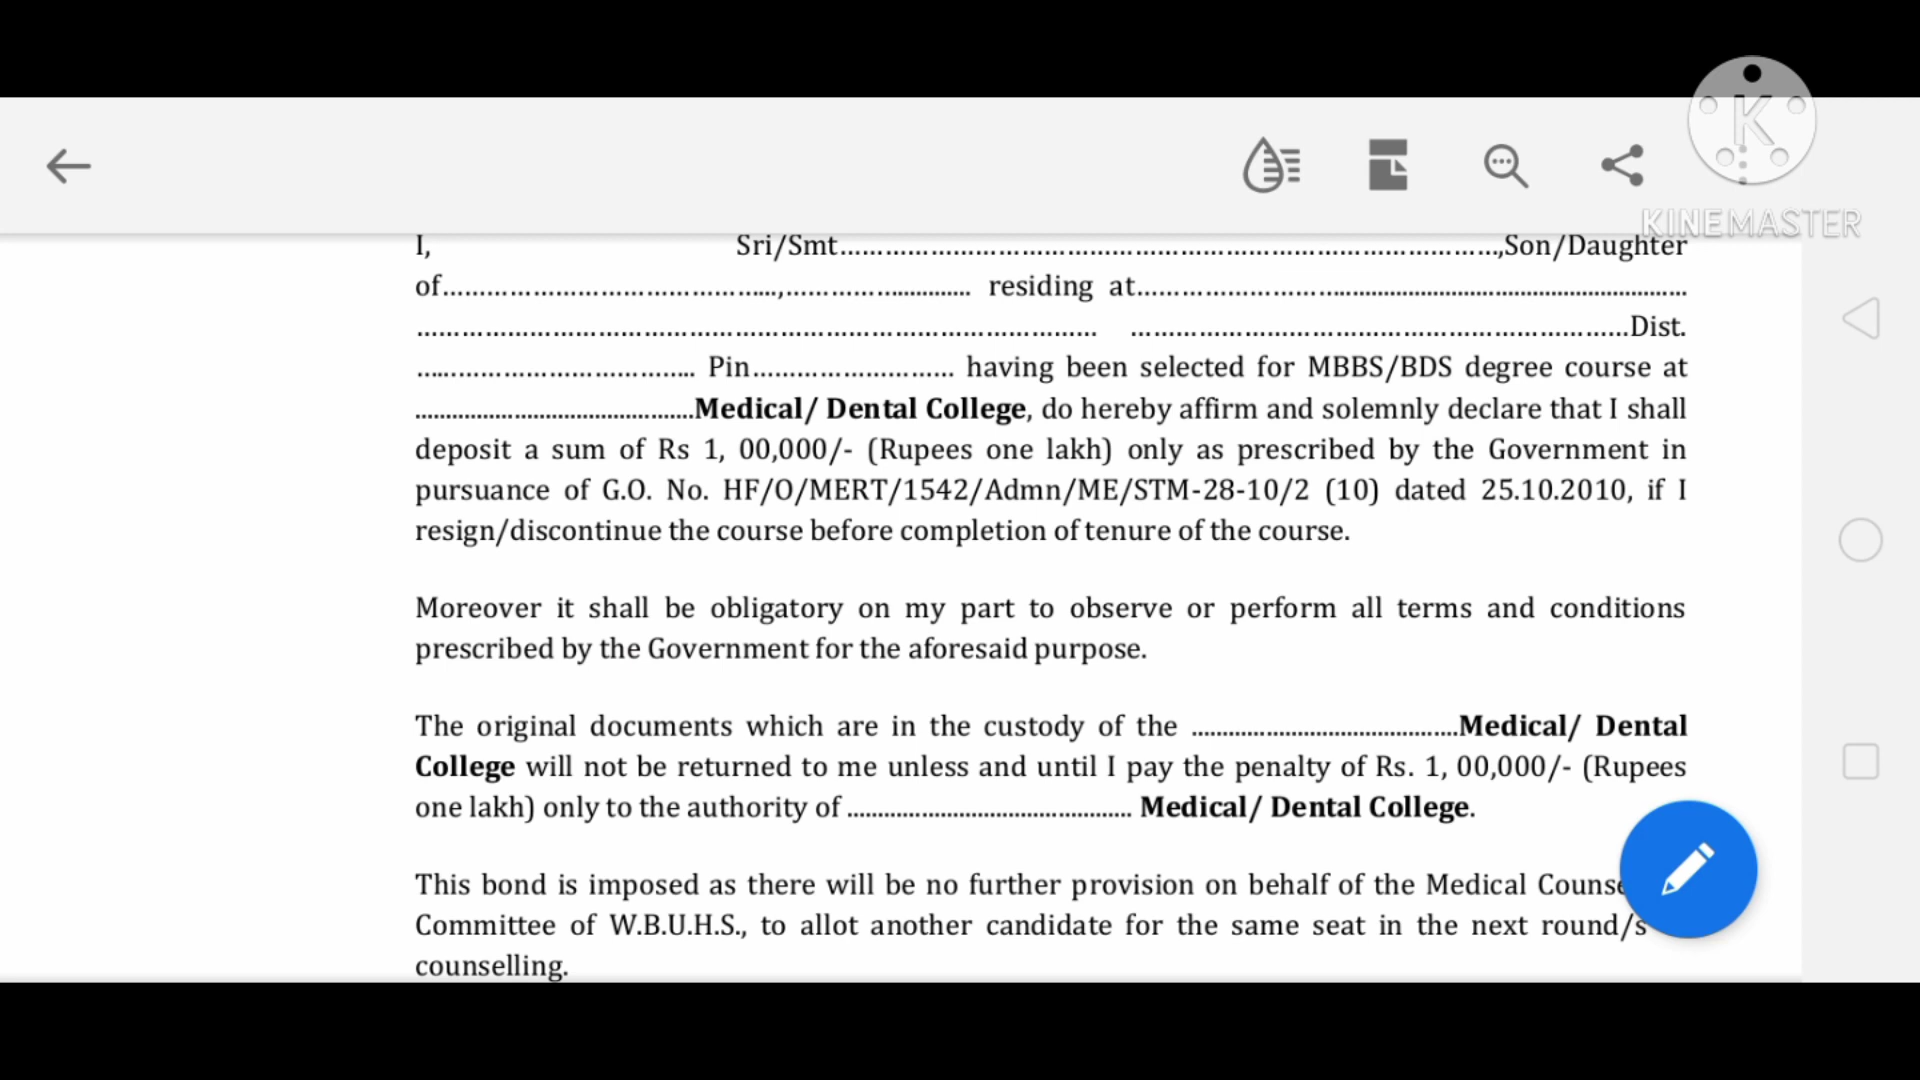 KINEMASTER
I, Sri/Smt……………………………………………………………………………,Son/Daughter
of……………………………………....,…………................ residing at……………………………………………………………………
……………………………………………………………………………… …………………………………………………………Dist.
……………………………….. Pin……………………… having been selected for MBBS/BDS degree course at
.............................................Medical/ Dental College, do hereby affirm and solemnly declare that I shall
deposit a sum of Rs 1, 00,000/- (Rupees one lakh) only as prescribed by the Government in
pursuance of G.O. No. HF/O/MERT/1542/Admn/ME/STM-28-10/2 (10) dated 25.10.2010, if I
resign/discontinue the course before completion of tenure of the course.
Moreover it shall be obligatory on my part to observe or perform all terms and conditions
prescribed by the Government for the aforesaid purpose.
The original documents which are in the custody of the ...........................................Medical/ Dental
College will not be returned to me unless and until I pay the penalty of Rs. 1, 00,000/- (Rupees
one lakh) only to the authority of .............................................. Medical/ Dental College.
This bond is imposed as there will be no further provision on behalf of the Medical
Committee of W.B.U.H.S., to allot another candidate for the same seat in the next round/s
counselling.